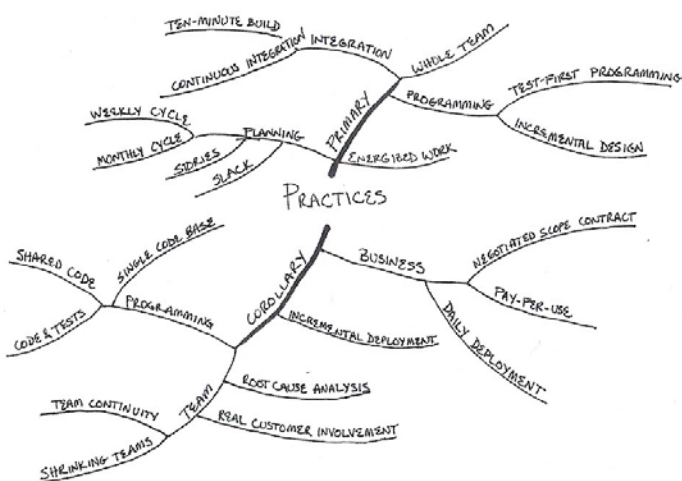 TEN-MINUTE BUILD
CONTINUOUS INTEGRATION
INTEGRATION
WHOLE TEAM
TEST-FIRST PROGRAMMING
PROGRAMMING
INCREMENTAL DESIGN
PRIMARY
WEEKLY CYCLE
MONTHLY CYCLE
PLANNING
STORIES
SLACK
ENERGIZED WORK
PRACTICES
SHARED CODE
SINGLE CODE BASE
CODE & TESTS
PROGRAMMING
COROLLARY
BUSINESS
NEGOTIATED SCOPE CONTRACT
PAY-PER-USE
DAILY DEPLOYMENT
INCREMENTAL DEPLOYMENT
TEAM
ROOT CAUSE ANALYSIS
REAL CUSTOMER INVOLVEMENT
TEAM CONTINUITY
SHRINKING TEAMS